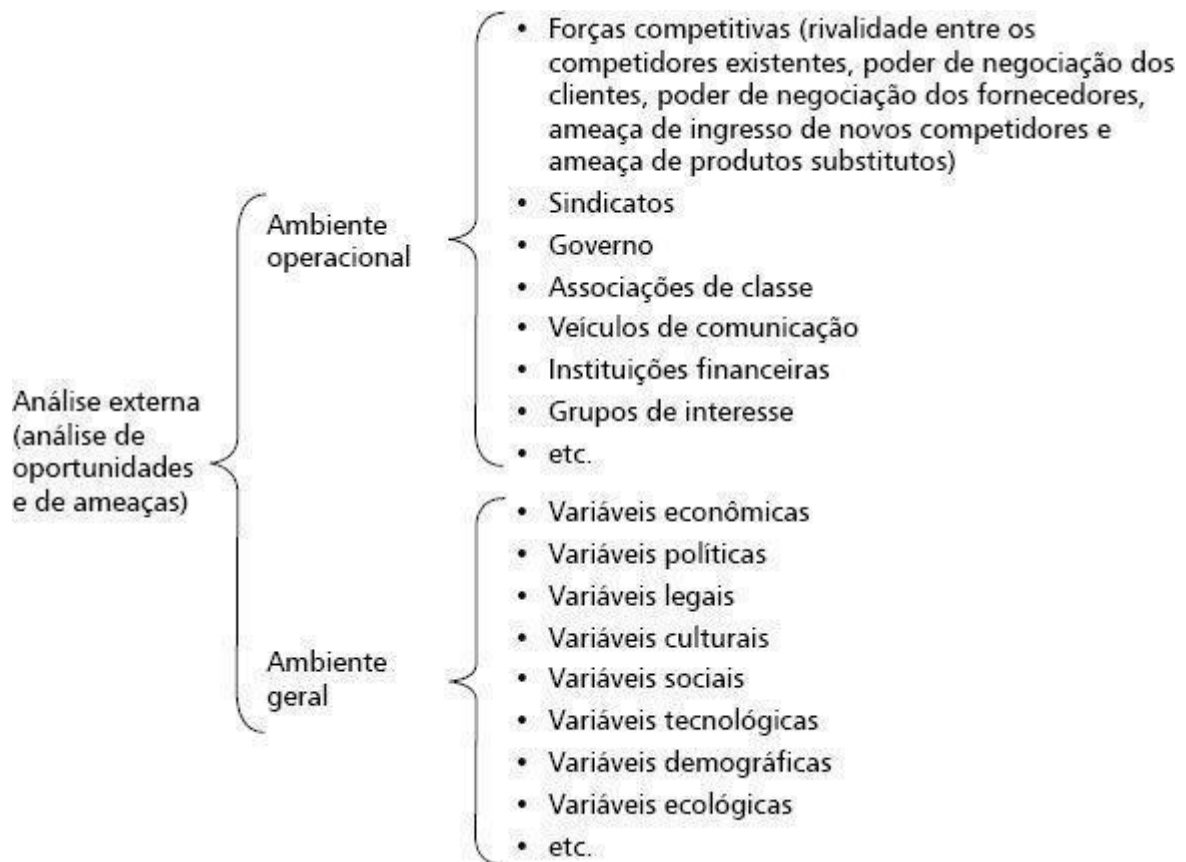 Análise externa
(análise de
oportunidades
e de ameaças)
Ambiente
operacional
• Forças competitivas (rivalidade entre os
competidores existentes, poder de negociação dos
clientes, poder de negociação dos fornecedores,
ameaça de ingresso de novos competidores e
ameaça de produtos substitutos)
• Sindicatos
• Governo
• Associações de classe
• Veículos de comunicação
• Instituições financeiras
• Grupos de interesse
• etc.
Ambiente
geral
• Variáveis econômicas
• Variáveis políticas
• Variáveis legais
• Variáveis culturais
• Variáveis sociais
• Variáveis tecnológicas
• Variáveis demográficas
• Variáveis ecológicas
• etc.